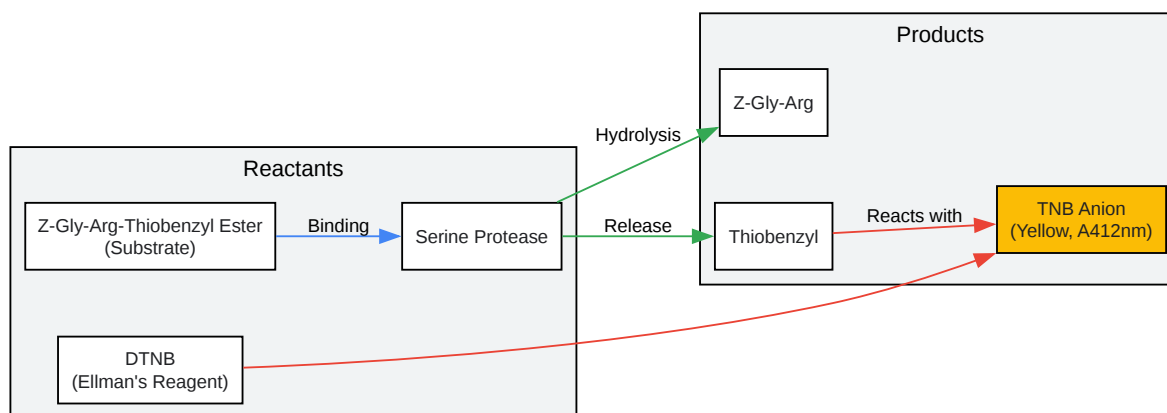 Products
Z-Gly-Arg
Hydrolysis
Reactants
Z-Gly-Arg-Thiobenzyl Ester
(Substrate)
Binding
Serine Protease
Release
Thiobenzyl
Reacts with
TNB Anion
(Yellow, A412nm)
DTNB
(Ellman's Reagent)